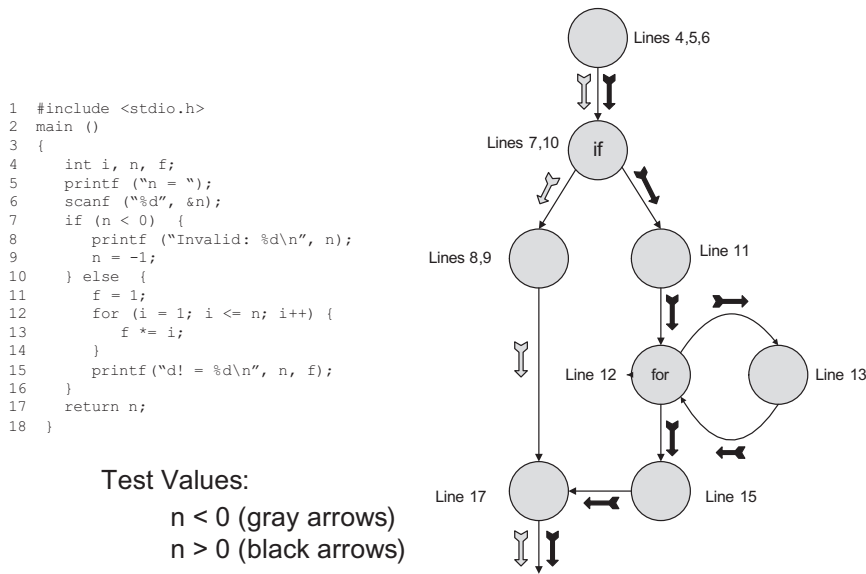 1 #include <stdio.h>
2 main ()
3 {
4 int i, n, f;
5 printf (“n = “);
6 scanf (“%d”, &n);
7 if (n < 0) {
8 printf (“Invalid: %d\n”, n);
9 n = -1;
10 } else {
11 f = 1;
12 for (i = 1; i <= n; i++) {
13 f *= i;
14 }
15 printf(“d! = %d\n”, n, f);
16 }
17 return n;
18 }
Test Values:
n < 0 (gray arrows)
n > 0 (black arrows)
Lines 4,5,6
Lines 7,10
if
Lines 8,9
Line 11
Line 12
for
Line 13
Line 17
Line 15